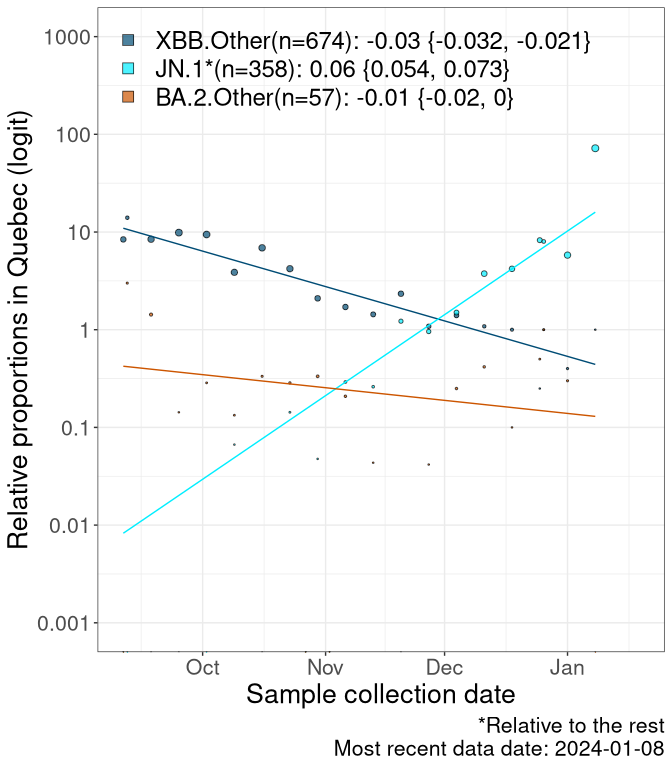 XBB.Other(n=674): -0.03 {-0.032, -0.021}
JN.1*(n=358): 0.06 {0.054, 0.073}
BA.2.Other(n=57): -0.01 {-0.02, 0}
Relative proportions in Quebec (logit)
1000
100
10
1
0.1
0.01
0.001
Oct Nov Dec Jan
Sample collection date
*Relative to the rest
Most recent data date: 2024-01-08